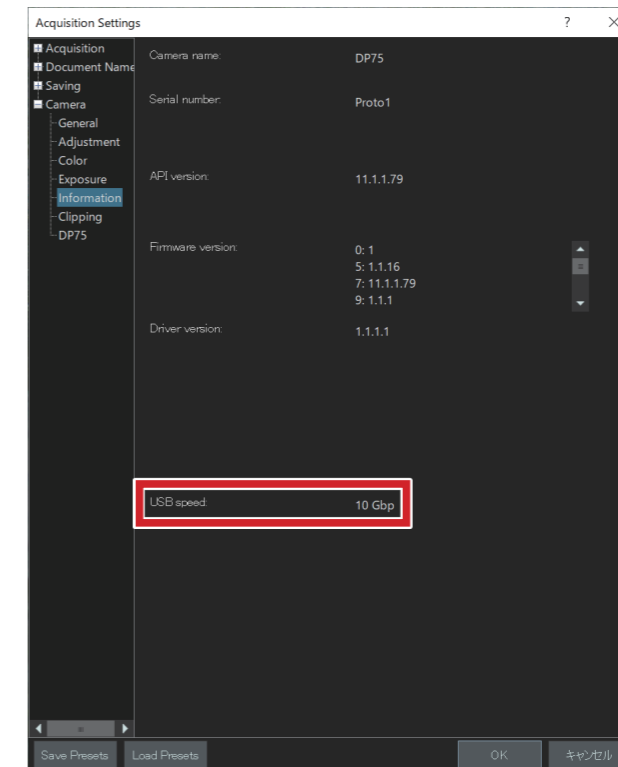 Acquisition Settings ?
Acquisition
Document Name
Saving
Camera
General
Adjustment
Color
Exposure
Information
Clipping
DP75
Camera name: DP75
Serial number: Proto1
API version: 11.1.1.79
Firmware version: 0: 1
5: 1.1.16
7: 11.1.1.79
9: 1.1.1
Driver version: 1.1.1.1
USB speed: 10 Gbp
Save Presets Load Presets OK キャンセル